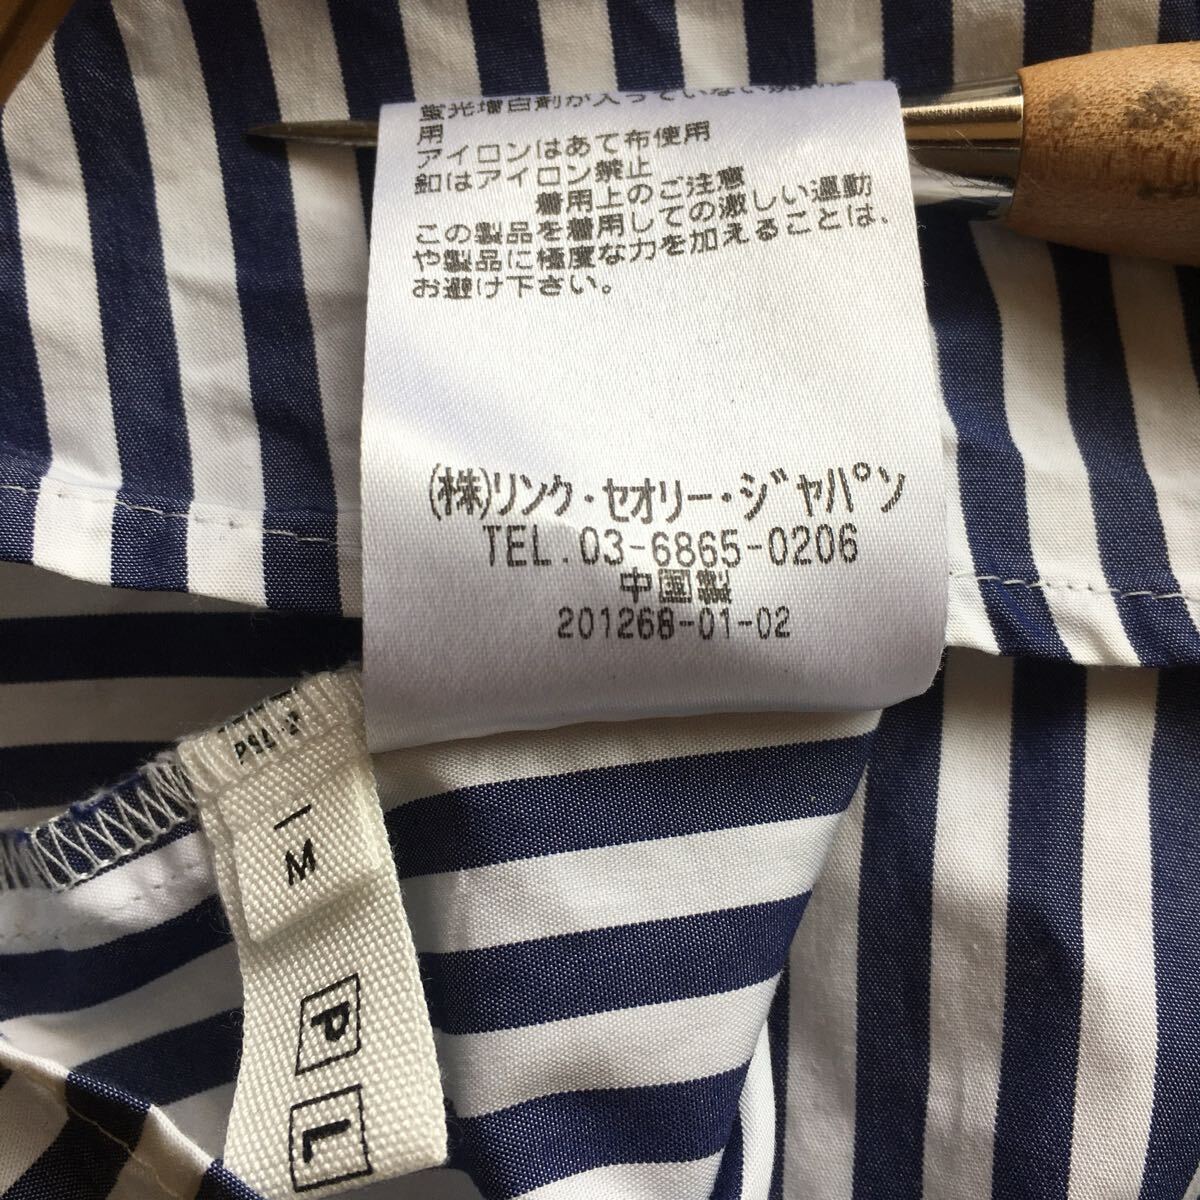 蛍光増白剤が入っていない洗剤使
用
アイロンはあて布使用
釦はアイロン禁止
着用上のご注意
この製品を着用しての激しい運動
や製品に極度な力を加えることは、
お避け下さい。
(株)リンク・セオリー・ジャパン
TEL.03-6865-0206
中国製
201268-01-02
M
P
L